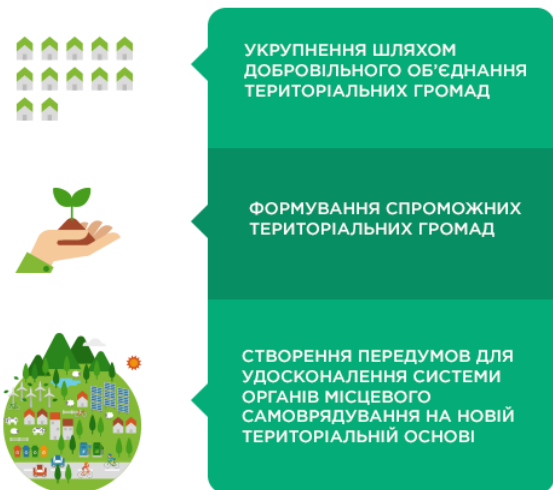 УКРУПНЕННЯ ШЛЯХОМ
ДОБРОВІЛЬНОГО ОБ’ЄДНАННЯ
ТЕРИТОРІАЛЬНИХ ГРОМАД
ФОРМУВАННЯ СПРОМОЖНИХ
ТЕРИТОРІАЛЬНИХ ГРОМАД
СТВОРЕННЯ ПЕРЕДУМОВ ДЛЯ
УДОСКОНАЛЕННЯ СИСТЕМИ
ОРГАНІВ МІСЦЕВОГО
САМОВРЯДУВАННЯ НА НОВІЙ
ТЕРИТОРІАЛЬНІЙ ОСНОВІ